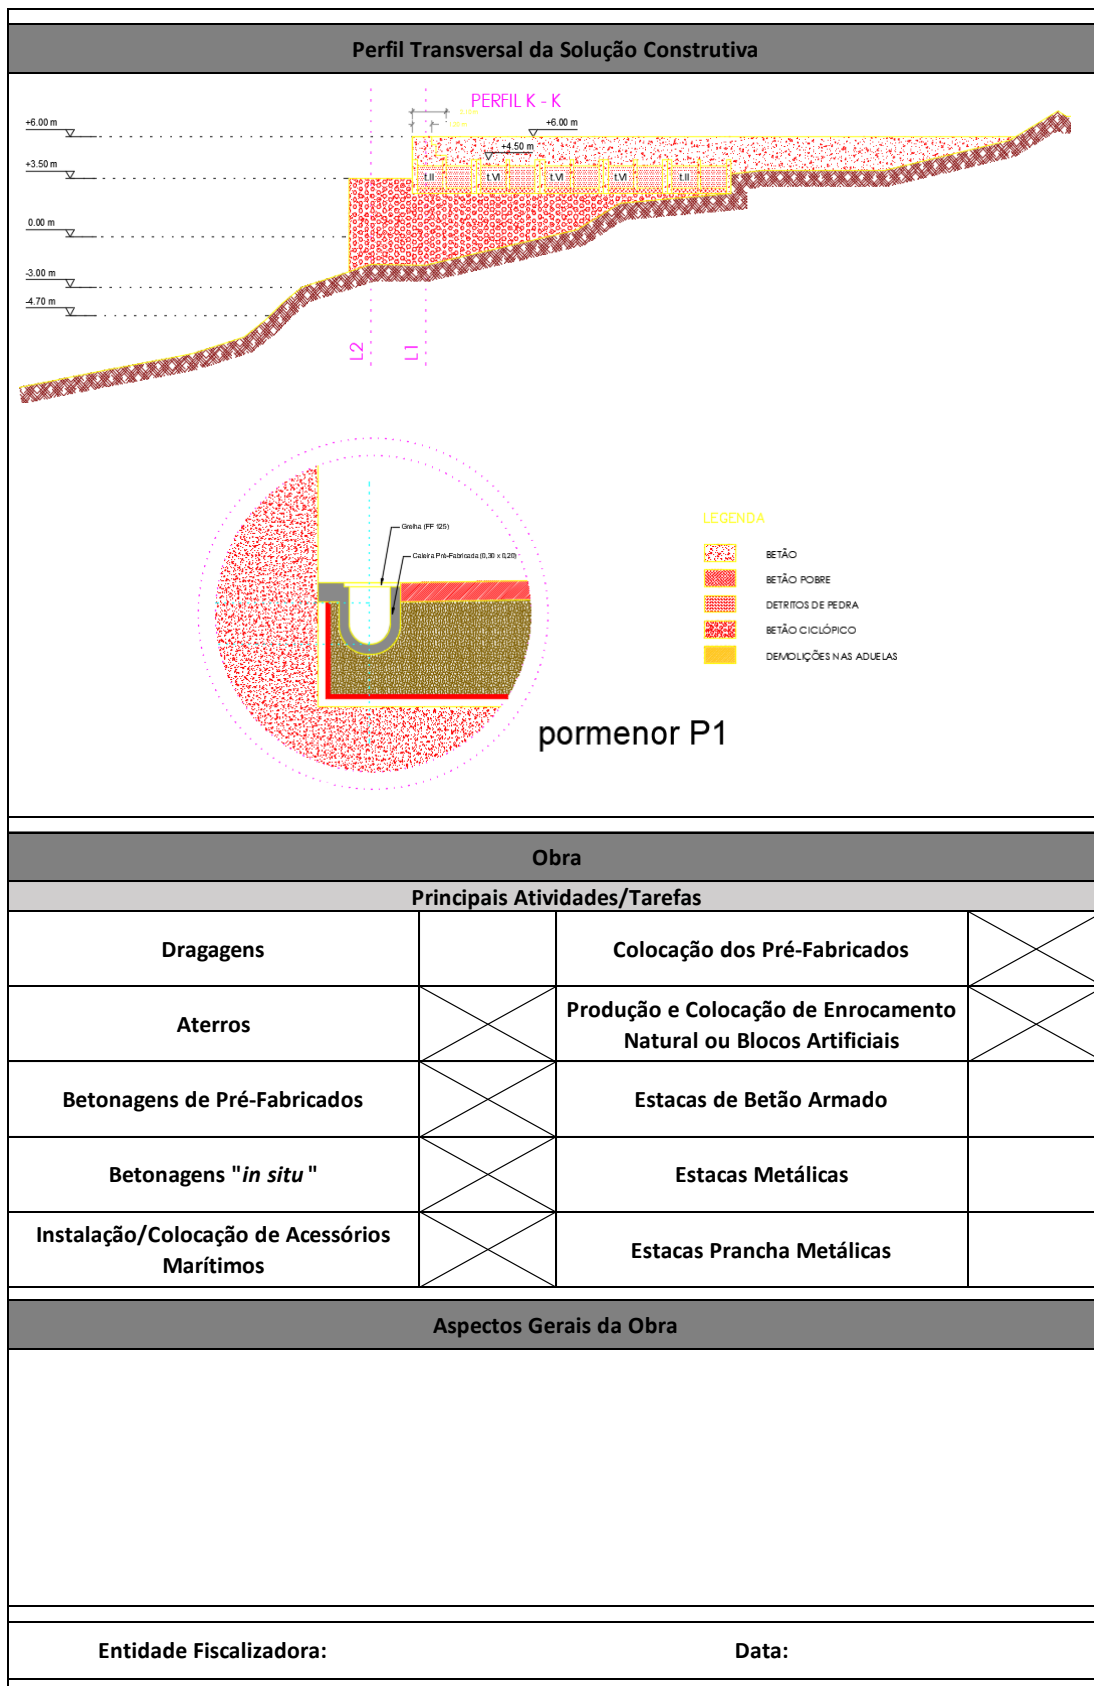 Perfil Transversal da Solução Construtiva
PERFIL K - K
+6.00 m
+6.00 m
+4.50 m
+3.50 m
t.II
t.VI
t.VI
t.VI
t.II
0.00 m
-3.00 m
-4.70 m
L2
L1
Grelha (FF 125)
Caleira Pré-Fabricada (0,30 x 0,20)
LEGENDA
BETÃO
BETÃO POBRE
DETRITOS DE PEDRA
BETÃO CICLÓPICO
DEMOLIÇÕES NAS ADUELAS
pormenor P1
Obra
Principais Atividades/Tarefas
Dragagens
Colocação dos Pré-Fabricados
Aterros
Produção e Colocação de Enrocamento
Natural ou Blocos Artificiais
Betonagens de Pré-Fabricados
Estacas de Betão Armado
Betonagens "in situ "
Estacas Metálicas
Instalação/Colocação de Acessórios
Marítimos
Estacas Prancha Metálicas
Aspectos Gerais da Obra
Entidade Fiscalizadora:
Data: